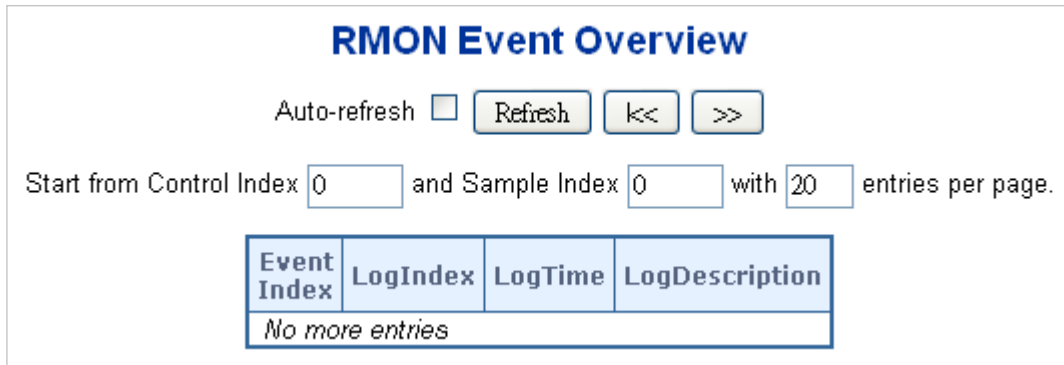 RMON Event Overview
Auto-refresh Refresh |<< >>
Start from Control Index 0 and Sample Index 0 with 20 entries per page.
Event Index LogIndex LogTime LogDescription
No more entries